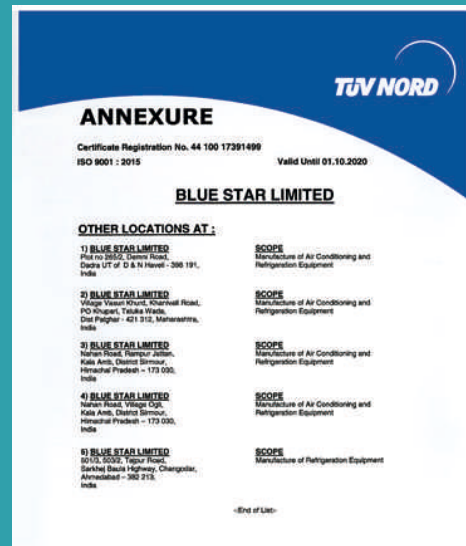 TÜV NORD
ANNEXURE
Certificate Registration No. 44 100 17391499
ISO 9001 : 2015 Valid Until 01.10.2020
BLUE STAR LIMITED
OTHER LOCATIONS AT :
1) BLUE STAR LIMITED
Plot no 265/2, Demni Road,
Dadra UT of D & N Haveli - 396 191,
India
SCOPE
Manufacture of Air Conditioning and
Refrigeration Equipment
2) BLUE STAR LIMITED
Village Vasuri Khurd, Khanivali Road,
PO Khupari, Taluka Wada,
Dist Palghar - 421 312, Maharashtra,
India
SCOPE
Manufacture of Air Conditioning and
Refrigeration Equipment
3) BLUE STAR LIMITED
Nahan Road, Rampur Jattan,
Kala Amb, District Sirmour,
Himachal Pradesh – 173 030,
India
SCOPE
Manufacture of Air Conditioning and
Refrigeration Equipment
4) BLUE STAR LIMITED
Nahan Road, Village Ogli,
Kala Amb, District Sirmour,
Himachal Pradesh – 173 030,
India
SCOPE
Manufacture of Air Conditioning and
Refrigeration Equipment
5) BLUE STAR LIMITED
501/3, 503/2, Tajpur Road,
Sarkhej Bavla Highway, Changodar,
Ahmedabad – 382 213,
India
SCOPE
Manufacture of Refrigeration Equipment
-End of List-